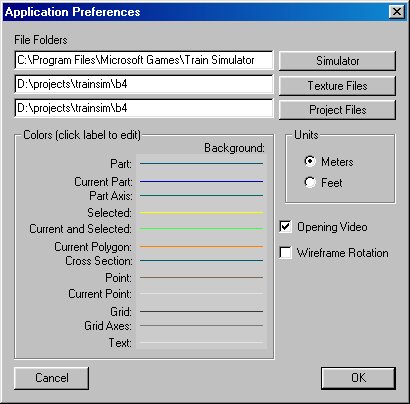 Application Preferences
File Folders
C:\Program Files\Microsoft Games\Train Simulator
Simulator
D:\projects\trainsim\b4
Texture Files
D:\projects\trainsim\b4
Project Files
Colors (click label to edit)
Background:
Part:
Current Part:
Part Axis:
Selected:
Current and Selected:
Current Polygon:
Cross Section:
Point:
Current Point:
Grid:
Grid Axes:
Text:
Units
Meters
Feet
Opening Video
Wireframe Rotation
Cancel
OK